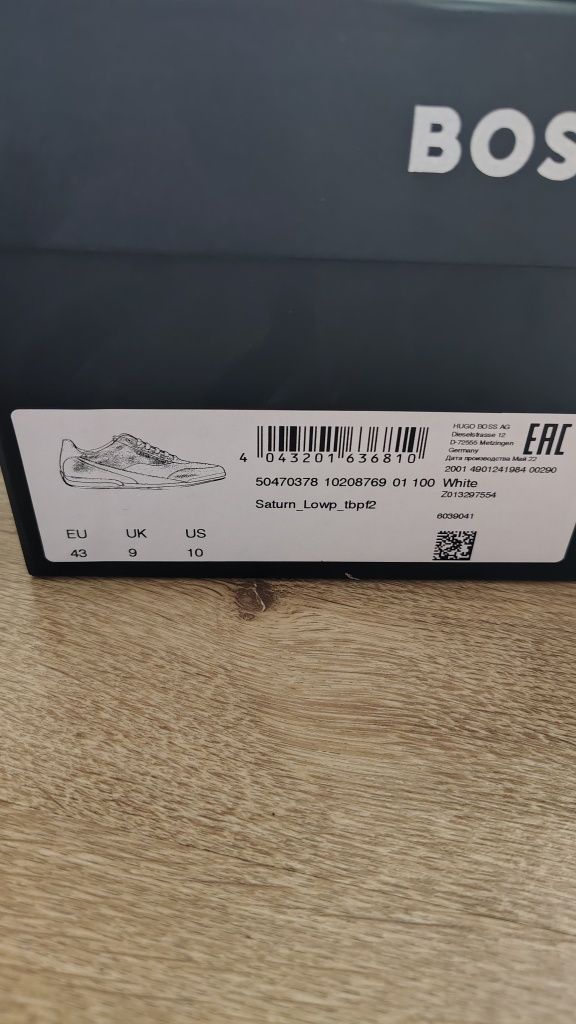 BOS
4 043201 636810
50470378 10208769 01 100 White
Saturn_Lowp_tbpf2
HUGO BOSS AG
Dieselstrasse 12
D-72555 Metzingen
Germany
Дата производства Май 22
EAC
2001 4901241984 00290
Z013297554
6039041
EU UK US
43 9 10